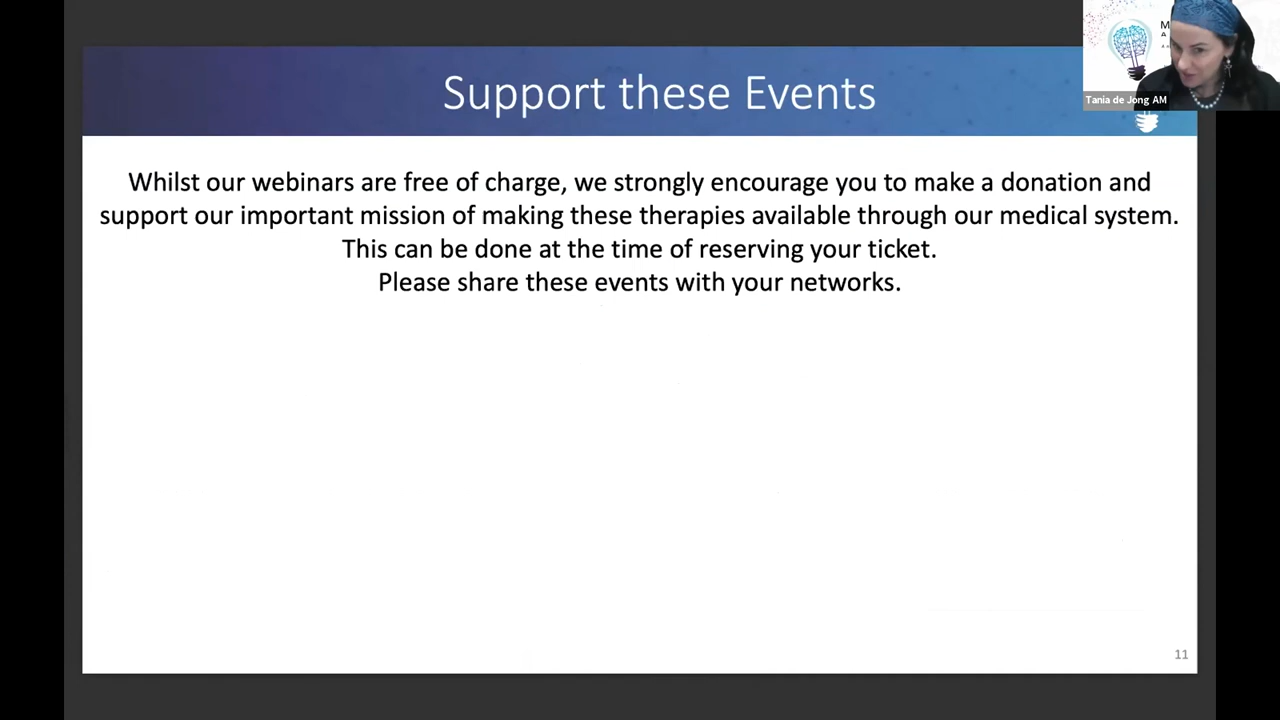 Support these Events
Tania de Jong AM
Whilst our webinars are free of charge, we strongly encourage you to make a donation and
support our important mission of making these therapies available through our medical system.
This can be done at the time of reserving your ticket.
Please share these events with your networks.
11